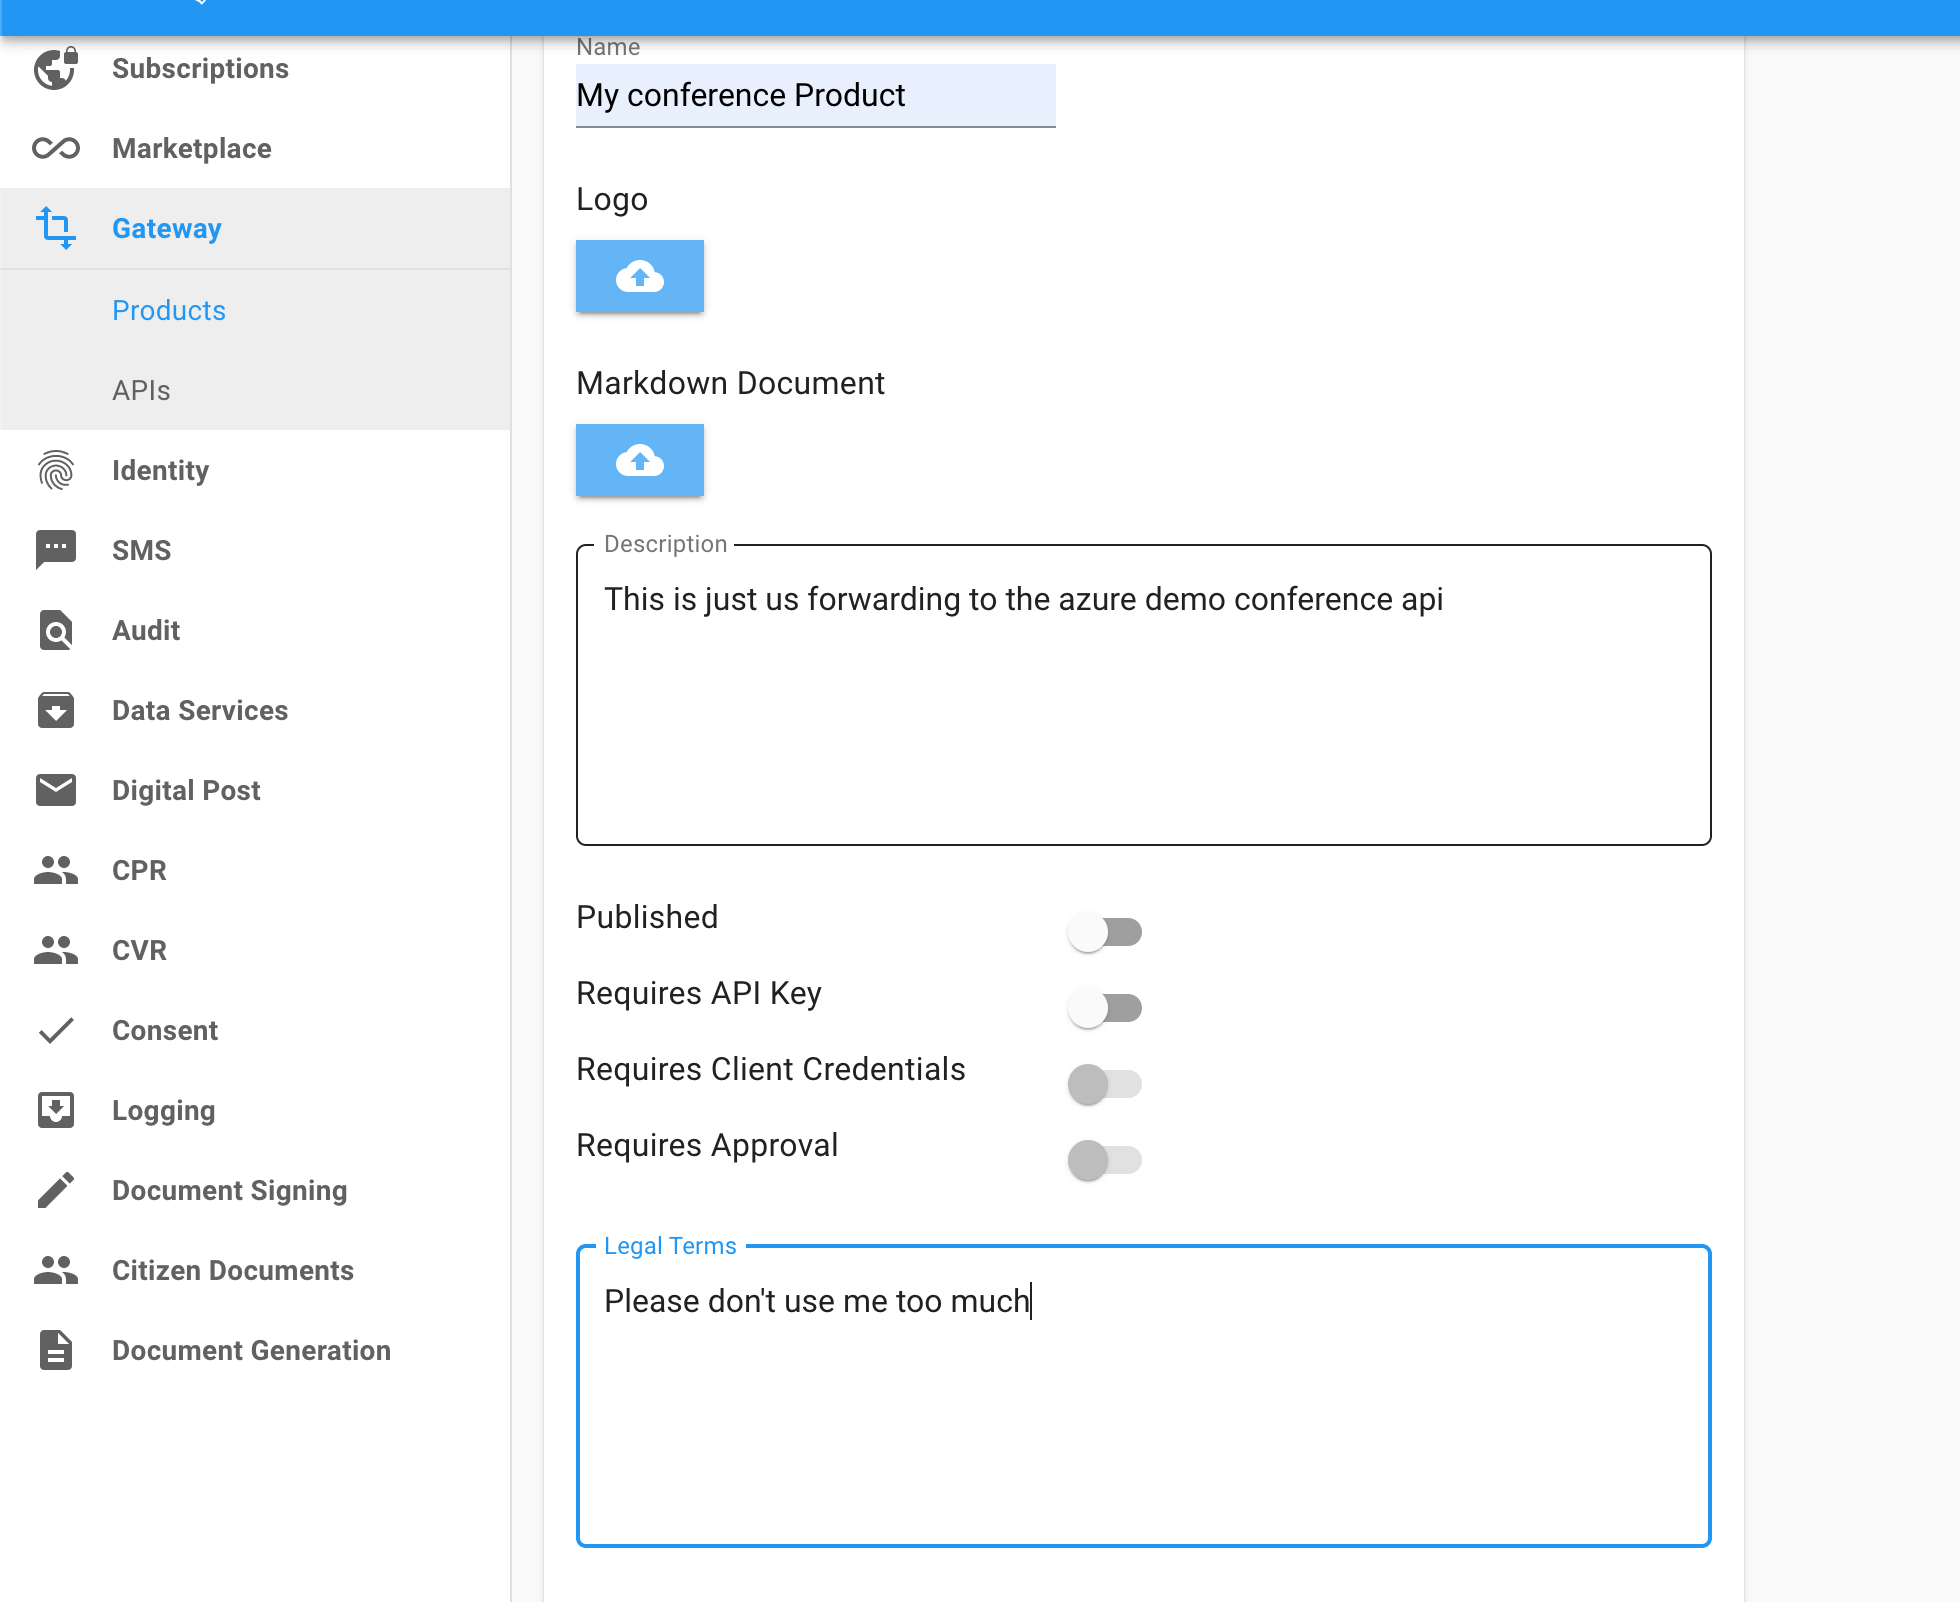 Subscriptions
Marketplace
Gateway
Products
APIs
Identity
SMS
Audit
Data Services
Digital Post
CPR
CVR
Consent
Logging
Document Signing
Citizen Documents
Document Generation
Name
My conference Product
Logo
Markdown Document
Description
This is just us forwarding to the azure demo conference api
Published
Requires API Key
Requires Client Credentials
Requires Approval
Legal Terms
Please don't use me too much